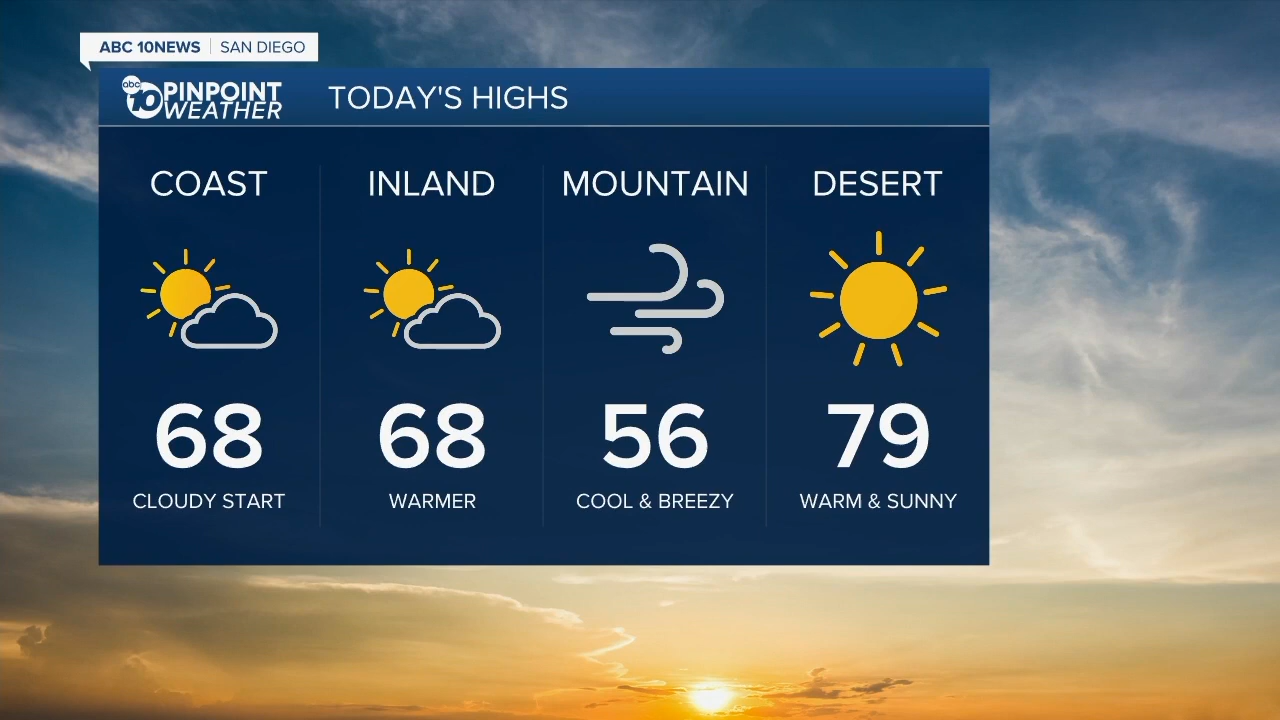 ABC 10NEWS | SAN DIEGO
abc 10 PINPOINT WEATHER
TODAY'S HIGHS
COAST
68
CLOUDY START
INLAND
68
WARMER
MOUNTAIN
56
COOL & BREEZY
DESERT
79
WARM & SUNNY